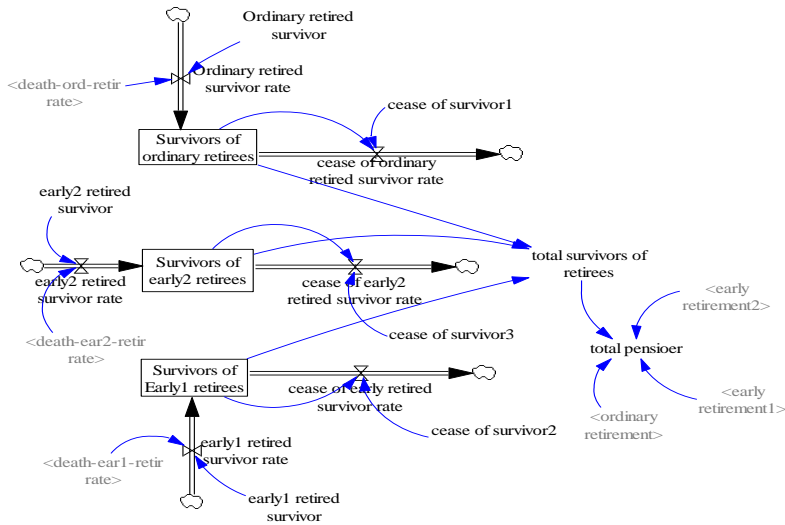 Ordinary retired
survivor
<death-ord-retir
rate>
Ordinary retired
survivor rate
cease of survivor1
Survivors of
ordinary retirees
cease of ordinary
retired survivor rate
early2 retired
survivor
Survivors of
early2 retirees
total survivors of
retirees
early2 retired
survivor rate
cease of early2
retired survivor rate
<early
retirement2>
<death-ear2-retir
rate>
cease of survivor3
total pensioer
Survivors of
Early1 retirees
cease of early retired
survivor rate
<early
retirement1>
<ordinary
retirement>
cease of survivor2
early1 retired
survivor rate
<death-ear1-retir
rate>
early1 retired
survivor